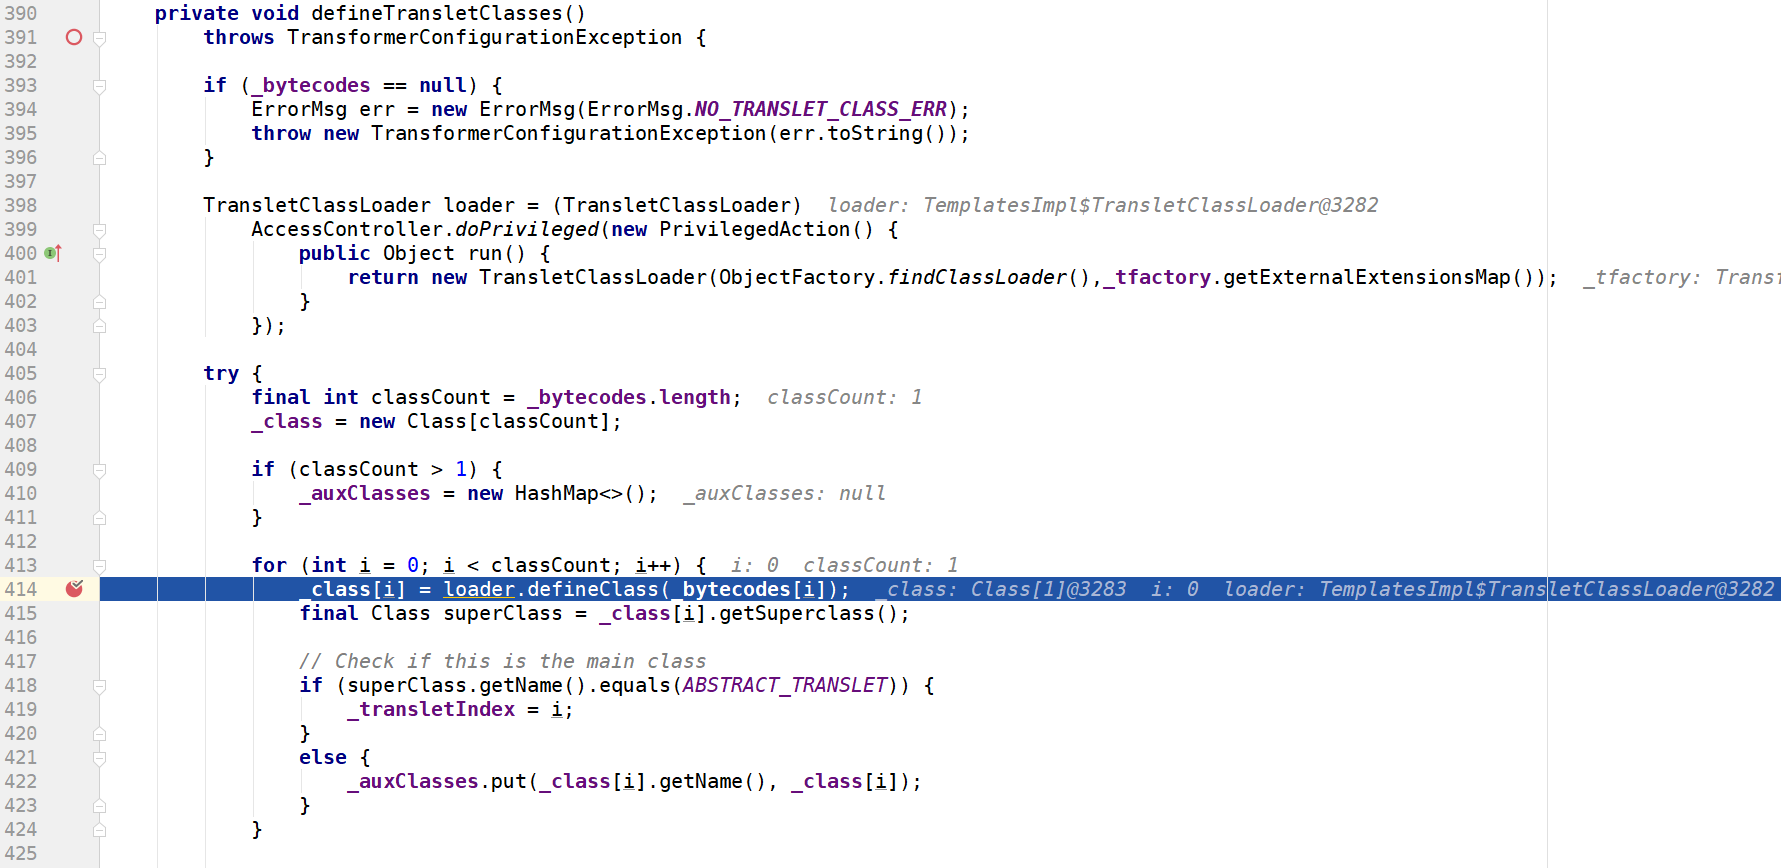 390 private void defineTransletClasses()
391 throws TransformerConfigurationException {
392
393 if (_bytecodes == null) {
394 ErrorMsg err = new ErrorMsg(ErrorMsg.NO_TRANSLET_CLASS_ERR);
395 throw new TransformerConfigurationException(err.toString());
396 }
397
398 TransletClassLoader loader = (TransletClassLoader) loader: TemplatesImpl$TransletClassLoader@3282
399 AccessController.doPrivileged(new PrivilegedAction() {
400 public Object run() {
401 return new TransletClassLoader(ObjectFactory.findClassLoader(),_tfactory.getExternalExtensionsMap()); _tfactory: Transf
402 }
403 });
404
405 try {
406 final int classCount = _bytecodes.length; classCount: 1
407 _class = new Class[classCount];
408
409 if (classCount > 1) {
410 _auxClasses = new HashMap<>(); _auxClasses: null
411 }
412
413 for (int i = 0; i < classCount; i++) { i: 0 classCount: 1
414 _class[i] = loader.defineClass(_bytecodes[i]); _class: Class[1]@3283 i: 0 loader: TemplatesImpl$TransletClassLoader@3282
415 final Class superClass = _class[i].getSuperclass();
416
417 // Check if this is the main class
418 if (superClass.getName().equals(ABSTRACT_TRANSLET)) {
419 _transletIndex = i;
420 }
421 else {
422 _auxClasses.put(_class[i].getName(), _class[i]);
423 }
424 }
425